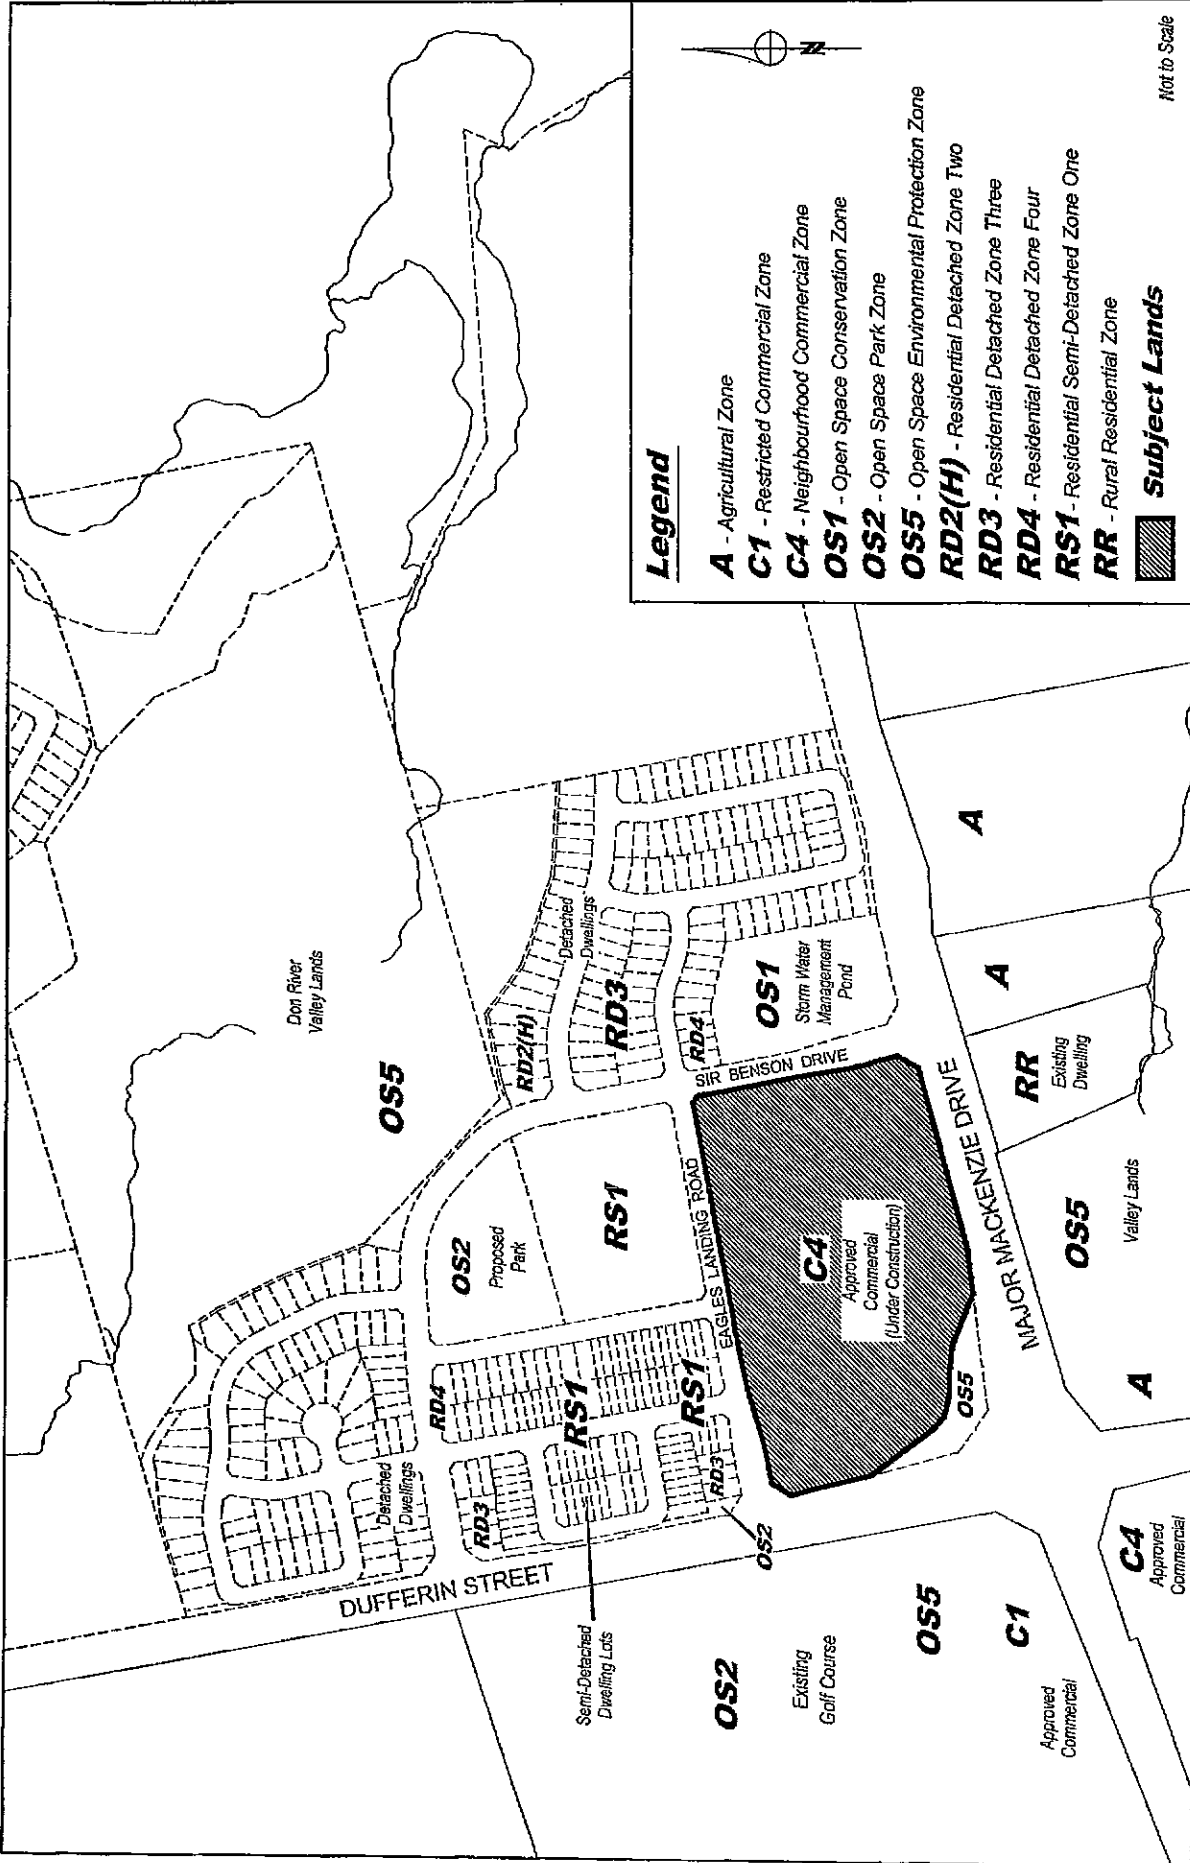 Don River
Valley Lands
OS5
RD2(H)
Detached
Dwellings
RD3
RD4
OS1
Storm Water
Management
Pond
SIR BENSON DRIVE
OS2
Proposed
Park
RS1
EAGLES LANDING ROAD
C4
Approved
Commercial
(Under Construction)
Detached
Dwellings
RD4
RD3
RS1
RS1
RD3
OS2
OS5
DUFFERIN STREET
Semi-Detached
Dwelling Lots
OS2
Existing
Golf Course
OS5
C1
Approved
Commercial
C4
Approved
Commercial
A
MAJOR MACKENZIE DRIVE
OS5
Valley Lands
RR
Existing
Dwelling
A
A
Legend
A - Agricultural Zone
C1 - Restricted Commercial Zone
C4 - Neighbourhood Commercial Zone
OS1 - Open Space Conservation Zone
OS2 - Open Space Park Zone
OS5 - Open Space Environmental Protection Zone
RD2(H) - Residential Detached Zone Two
RD3 - Residential Detached Zone Three
RD4 - Residential Detached Zone Four
RS1 - Residential Semi-Detached Zone One
RR - Rural Residential Zone
Subject Lands
N
Not to Scale